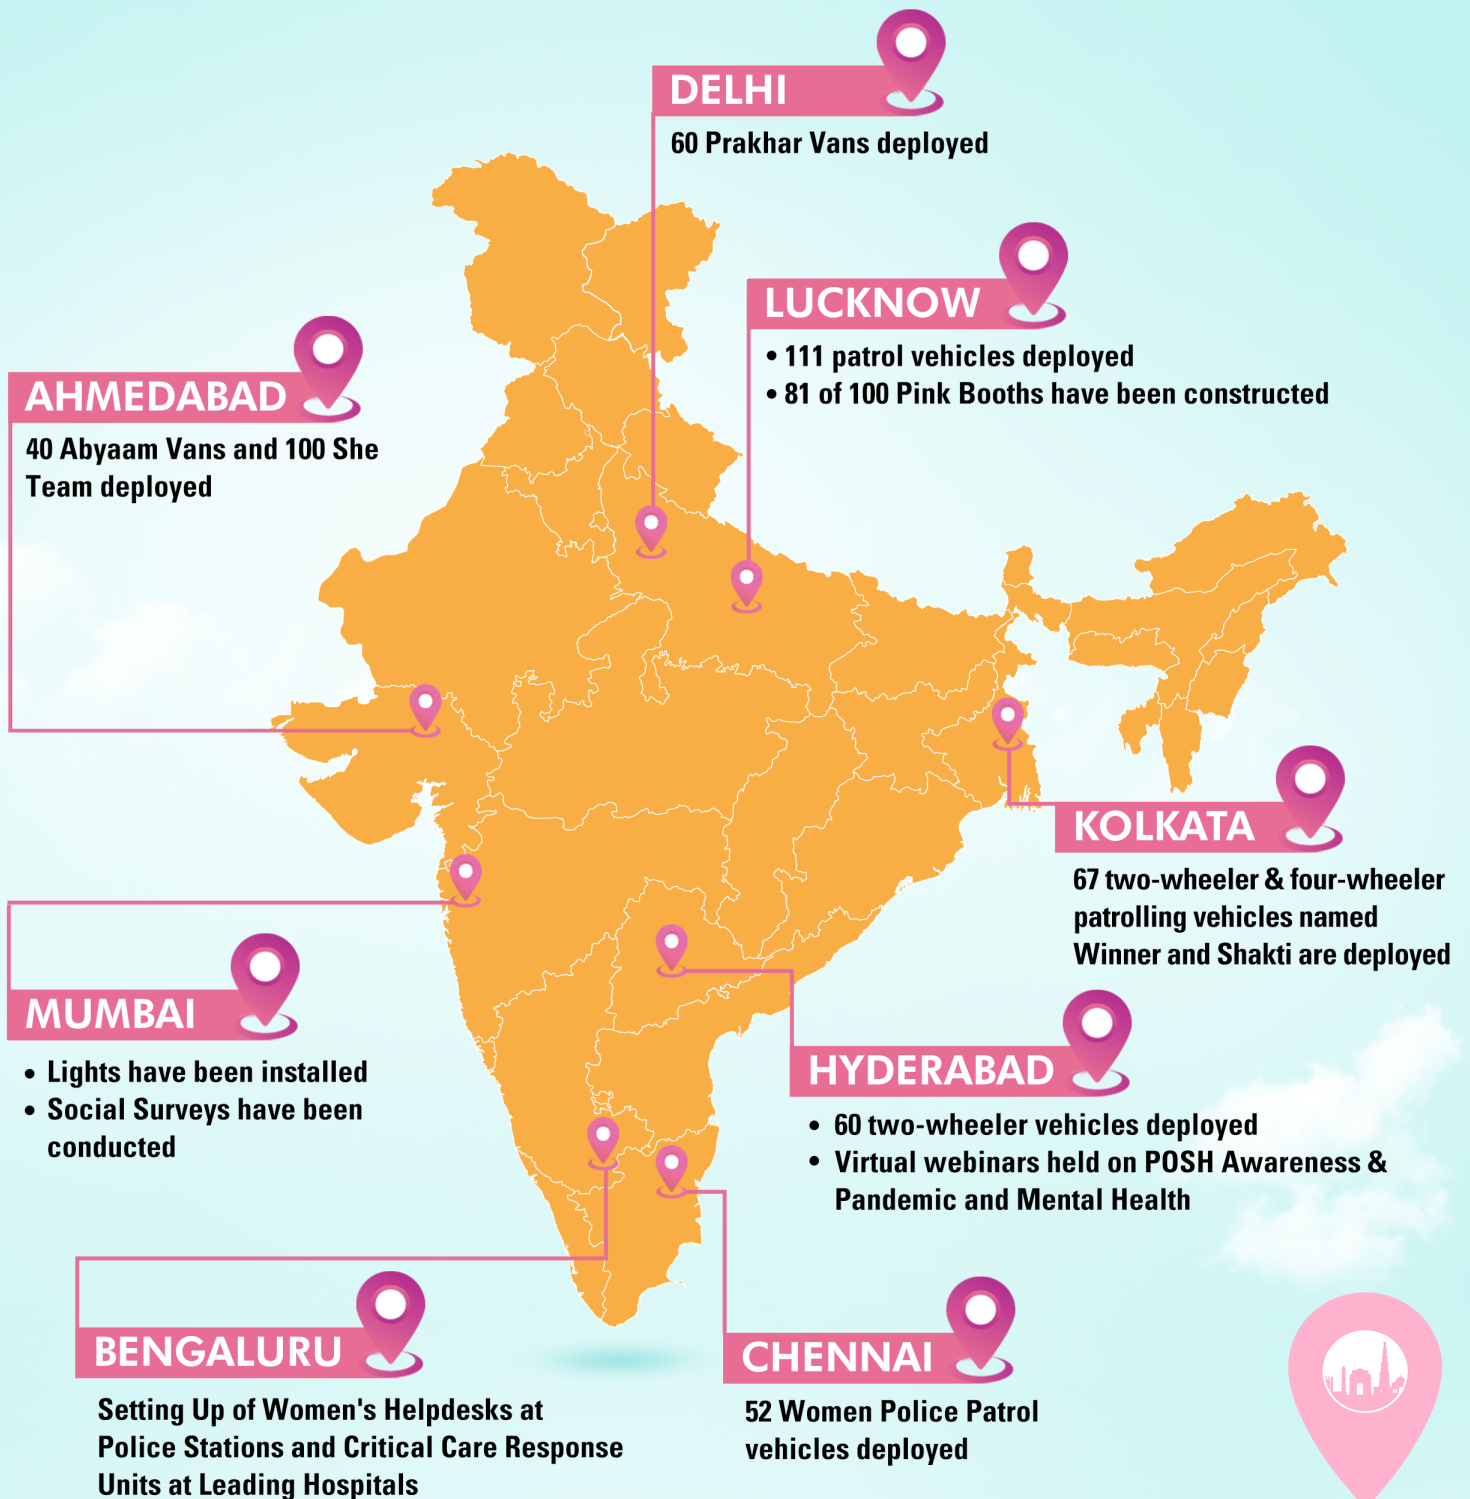 DELHI
60 Prakhar Vans deployed
LUCKNOW
• 111 patrol vehicles deployed
• 81 of 100 Pink Booths have been constructed
AHMEDABAD
40 Abyaam Vans and 100 She
Team deployed
KOLKATA
67 two-wheeler & four-wheeler
patrolling vehicles named
Winner and Shakti are deployed
MUMBAI
• Lights have been installed
• Social Surveys have been
conducted
HYDERABAD
• 60 two-wheeler vehicles deployed
• Virtual webinars held on POSH Awareness &
Pandemic and Mental Health
BENGALURU
Setting Up of Women's Helpdesks at
Police Stations and Critical Care Response
Units at Leading Hospitals
CHENNAI
52 Women Police Patrol
vehicles deployed